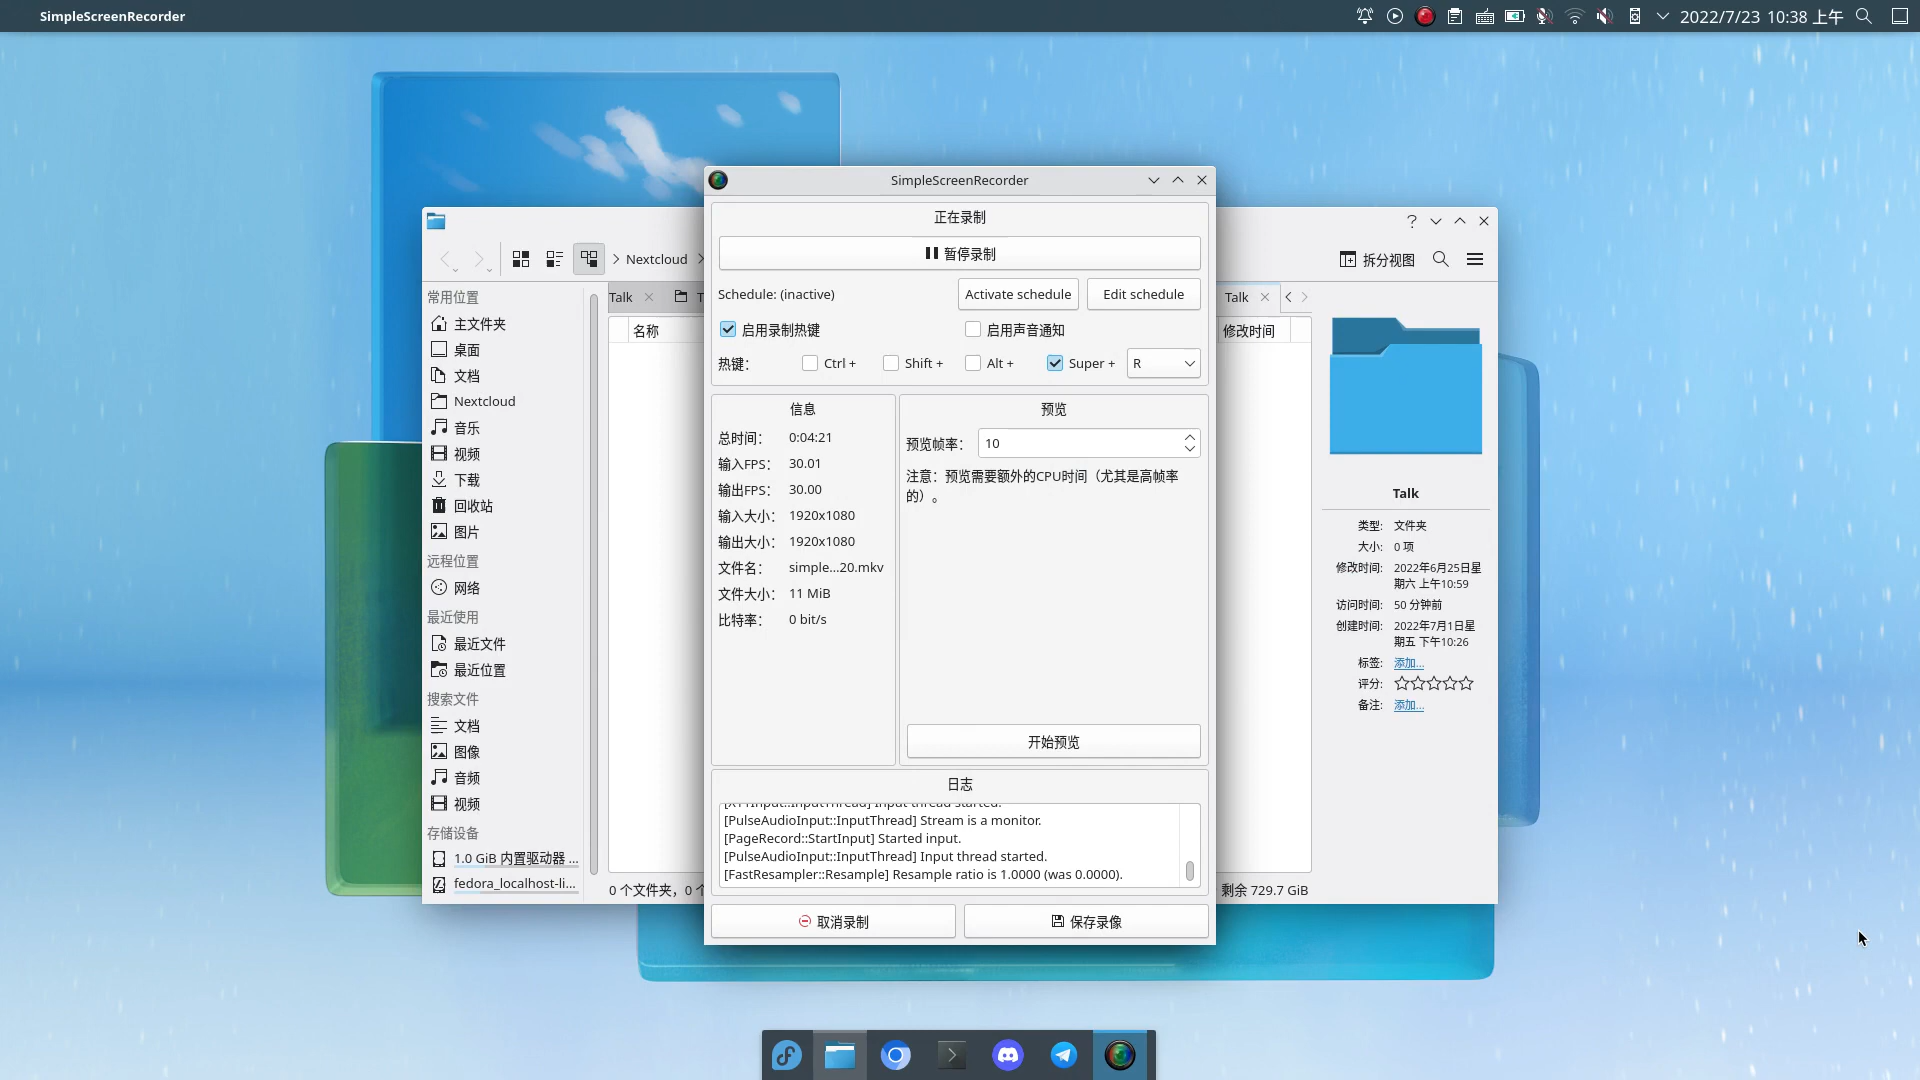 SimpleScreenRecorder
2022/7/23 10:38 上午
SimpleScreenRecorder
正在录制
暂停录制
Schedule: (inactive)
Activate schedule
Edit schedule
启用录制热键
启用声音通知
热键：
Ctrl +
Shift +
Alt +
Super +
R
信息
总时间： 0:04:21
输入FPS： 30.01
输出FPS： 30.00
输入大小： 1920x1080
输出大小： 1920x1080
文件名： simple...20.mkv
文件大小： 11 MiB
比特率： 0 bit/s
预览
预览帧率： 10
注意：预览需要额外的CPU时间（尤其是高帧率
的）。
开始预览
日志
[X11Input::InputThread] Input thread started.
[PulseAudioInput::InputThread] Stream is a monitor.
[PageRecord::StartInput] Started input.
[PulseAudioInput::InputThread] Input thread started.
[FastResampler::Resample] Resample ratio is 1.0000 (was 0.0000).
取消录制
保存录像
Nextcloud
拆分视图
常用位置
主文件夹
桌面
文档
Nextcloud
音乐
视频
下载
回收站
图片
远程位置
网络
最近使用
最近文件
最近位置
搜索文件
文档
图像
音频
视频
存储设备
1.0 GiB 内置驱动器 ...
fedora_localhost-li...
Talk
T
Talk
名称
修改时间
0 个文件夹，0 个
剩余 729.7 GiB
Talk
类型： 文件夹
大小： 0 项
修改时间： 2022年6月25日星
期六 上午10:59
访问时间： 50 分钟前
创建时间： 2022年7月1日星
期五 下午10:26
标签： 添加...
评分：
备注： 添加...